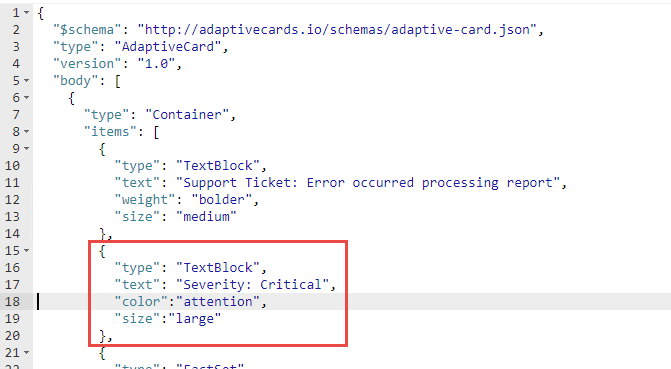 1 {
2 "$schema": "http://adaptivecards.io/schemas/adaptive-card.json",
3 "type": "AdaptiveCard",
4 "version": "1.0",
5 "body": [
6 {
7 "type": "Container",
8 "items": [
9 {
10 "type": "TextBlock",
11 "text": "Support Ticket: Error occurred processing report",
12 "weight": "bolder",
13 "size": "medium"
14 },
15 {
16 "type": "TextBlock",
17 "text": "Severity: Critical",
18 "color":"attention",
19 "size":"large"
20 },
21 {
22 "type": "FactSet"